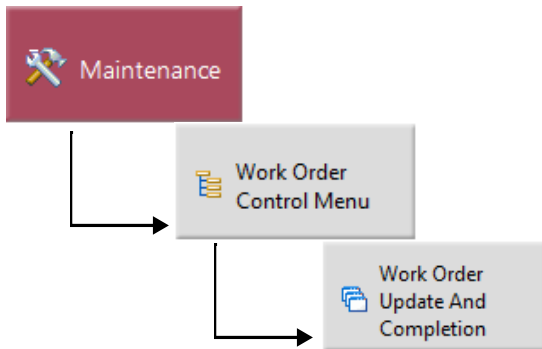 Maintenance
Work Order
Control Menu
Work Order
Update And
Completion